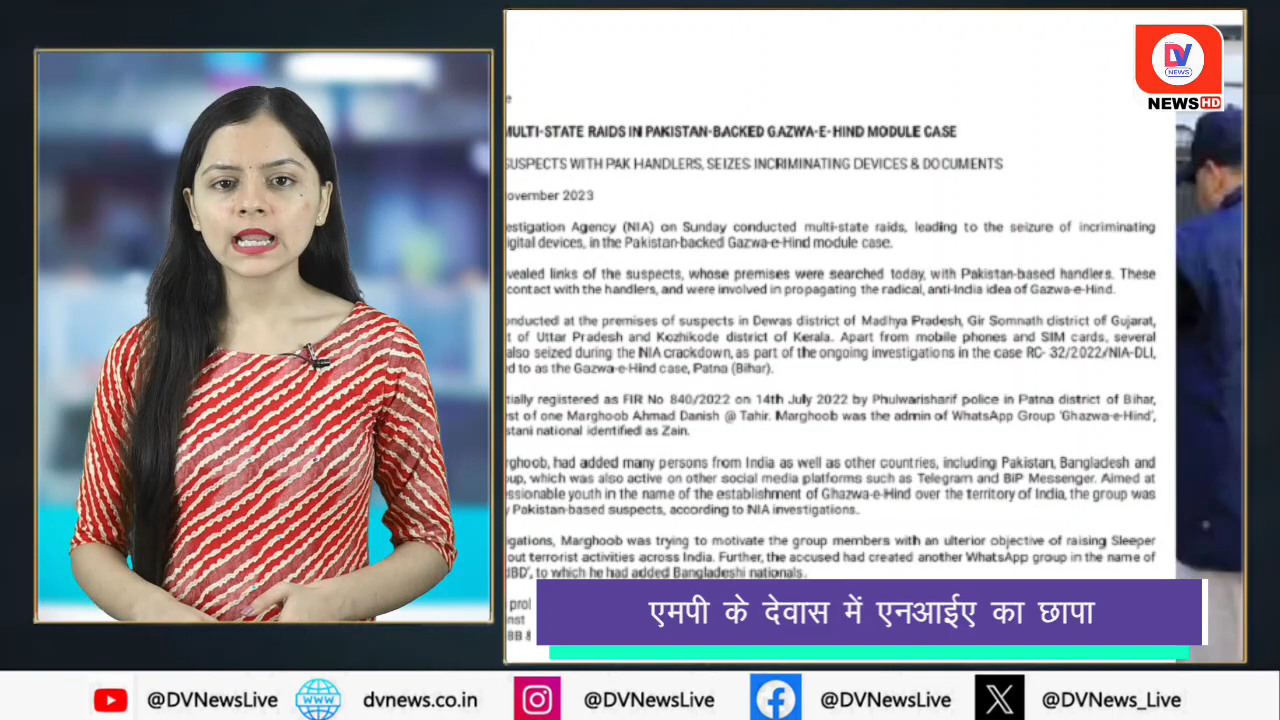 DV
NEWS
NEWS HD
MULTI-STATE RAIDS IN PAKISTAN-BACKED GAZWA-E-HIND MODULE CASE
SUSPECTS WITH PAK HANDLERS, SEIZES INCRIMINATING DEVICES & DOCUMENTS
ovember 2023
estigation Agency (NIA) on Sunday conducted multi-state raids, leading to the seizure of incriminating
igital devices, in the Pakistan-backed Gazwa-e-Hind module case.
vealed links of the suspects, whose premises were searched today, with Pakistan-based handlers. These
contact with the handlers, and were involved in propagating the radical, anti-India idea of Gazwa-e-Hind.
onducted at the premises of suspects in Dewas district of Madhya Pradesh, Gir Somnath district of Gujarat,
t of Uttar Pradesh and Kozhikode district of Kerala. Apart from mobile phones and SIM cards, several
also seized during the NIA crackdown, as part of the ongoing investigations in the case RC- 32/2022/NIA-DLI,
ed to as the Gazwa-e-Hind case, Patna (Bihar).
tially registered as FIR No 840/2022 on 14th July 2022 by Phulwarisharif police in Patna district of Bihar,
est of one Marghoob Ahmad Danish @ Tahir. Marghoob was the admin of WhatsApp Group 'Ghazwa-e-Hind',
stani national identified as Zain.
rghoob, had added many persons from India as well as other countries, including Pakistan, Bangladesh and
oup, which was also active on other social media platforms such as Telegram and BiP Messenger. Aimed at
essionable youth in the name of the establishment of Ghazwa-e-Hind over the territory of India, the group was
y Pakistan-based suspects, according to NIA investigations.
igations, Marghoob was trying to motivate the group members with an ulterior objective of raising Sleeper
out terrorist activities across India. Further, the accused had created another WhatsApp group in the name of
dBD', to which he had added Bangladeshi nationals.
prol
nst
BB &
एमपी के देवास में एनआईए का छापा
@DVNewsLive
www
dvnews.co.in
@DVNewsLive
@DVNewsLive
@DVNews_Live